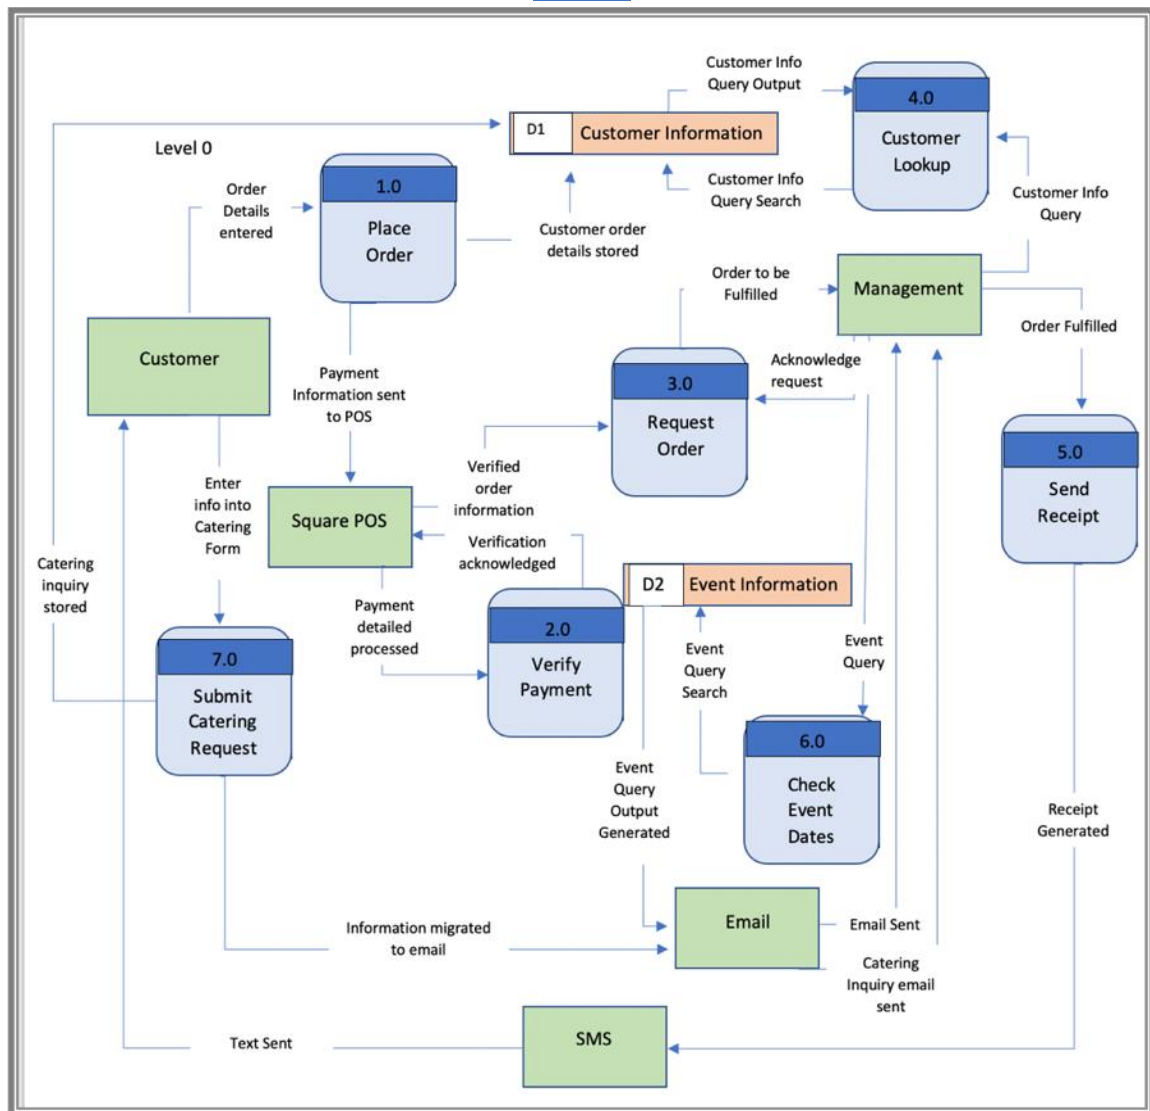 Level 0
Customer Info
Query Output
4.0
Customer
Lookup
D1
Customer Information
Customer Info
Query Search
Customer Info
Query
1.0
Place
Order
Order
Details
entered
Customer order
details stored
Order to be
Fulfilled
Management
Order Fulfilled
Customer
Payment
Information sent
to POS
3.0
Request
Order
Acknowledge
request
5.0
Send
Receipt
Enter
info into
Catering
Form
Square POS
Verified
order
information
Verification
acknowledged
Catering
inquiry
stored
Payment
detailed
processed
D2
Event Information
2.0
Verify
Payment
Event
Query
Search
Event
Query
7.0
Submit
Catering
Request
6.0
Check
Event
Dates
Event
Query
Output
Generated
Receipt
Generated
Information migrated
to email
Email
Email Sent
Catering
Inquiry email
sent
Text Sent
SMS